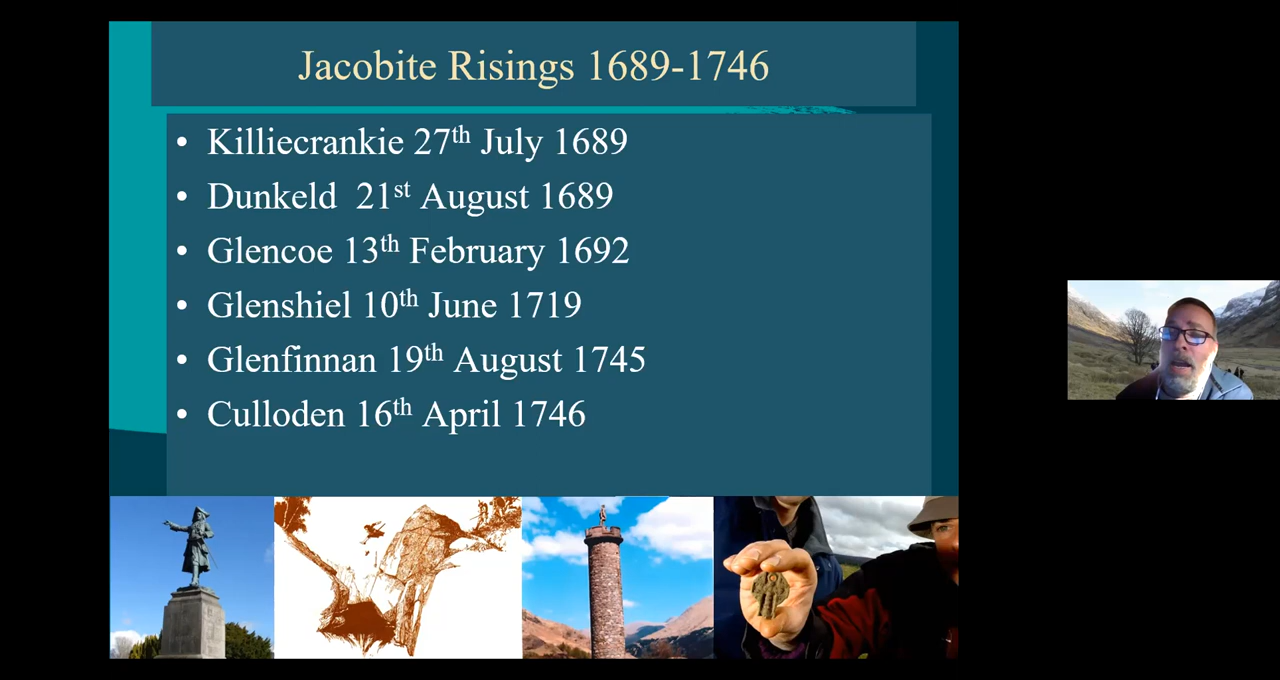 Jacobite Risings 1689-1746
• Killiecrankie 27th July 1689
• Dunkeld 21st August 1689
• Glencoe 13th February 1692
• Glenshiel 10th June 1719
• Glenfinnan 19th August 1745
• Culloden 16th April 1746